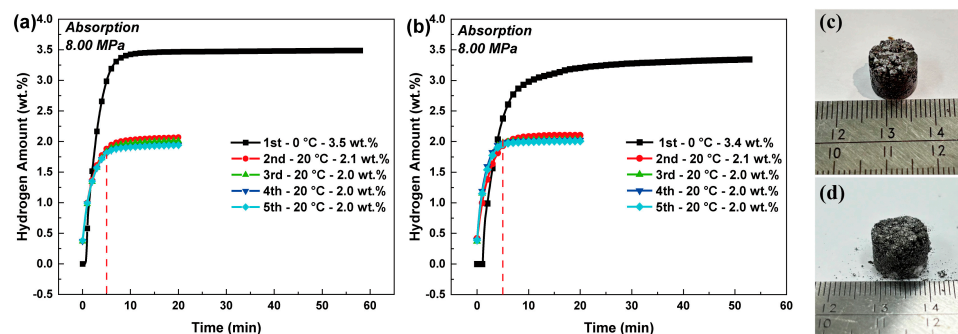 (a)
Absorption
8.00 MPa
Hydrogen Amount (wt.%)
4.0
3.5
3.0
2.5
2.0
1.5
1.0
0.5
0.0
-0.5
1st - 0 °C - 3.5 wt.%
2nd - 20 °C - 2.1 wt.%
3rd - 20 °C - 2.0 wt.%
4th - 20 °C - 2.0 wt.%
5th - 20 °C - 2.0 wt.%
0 10 20 30 40 50 60
Time (min)
(b)
Absorption
8.00 MPa
Hydrogen Amount (wt.%)
4.0
3.5
3.0
2.5
2.0
1.5
1.0
0.5
0.0
-0.5
1st - 0 °C - 3.4 wt.%
2nd - 20 °C - 2.1 wt.%
3rd - 20 °C - 2.0 wt.%
4th - 20 °C - 2.0 wt.%
5th - 20 °C - 2.0 wt.%
0 10 20 30 40 50 60
Time (min)
(c)
12 13 14
10 11 12
(d)
12 13 14
10 11 12